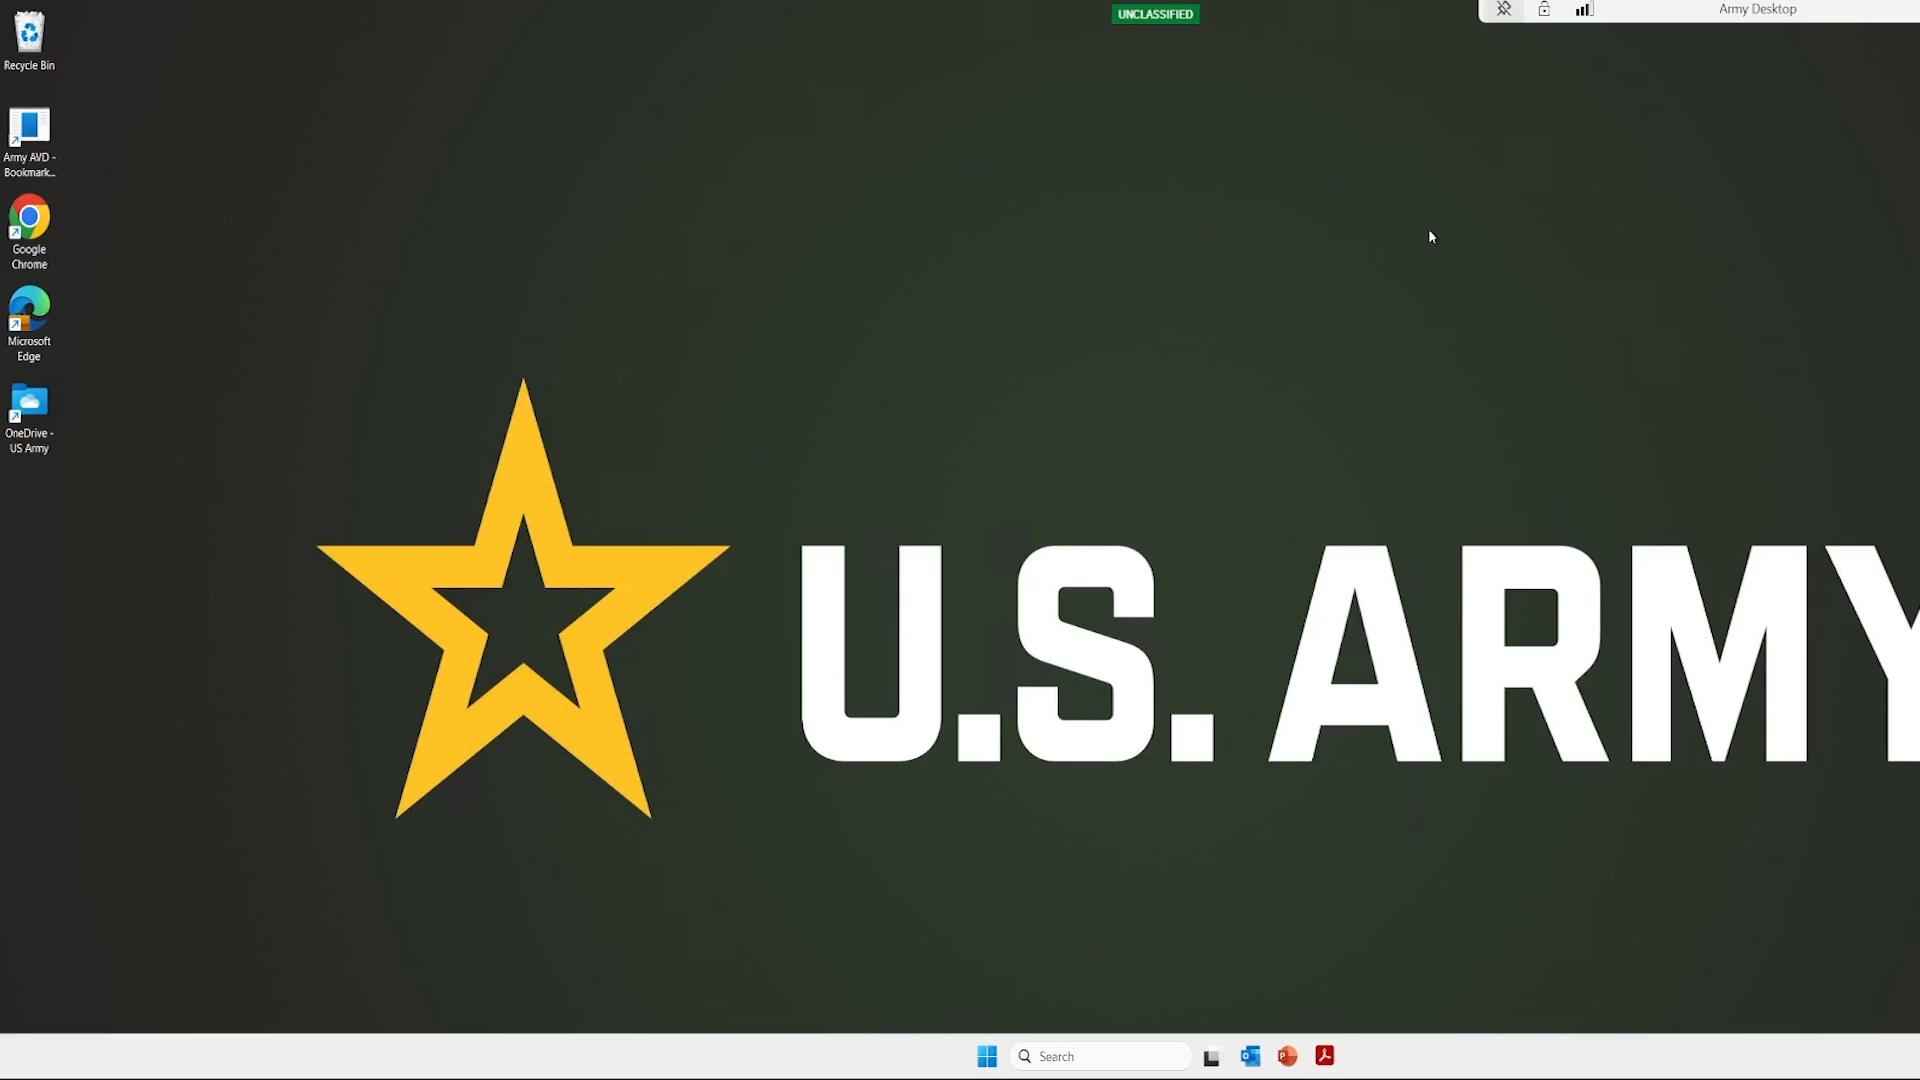 UNCLASSIFIED
Army Desktop
Recycle Bin
Army AVD -
Bookmark...
Google
Chrome
Microsoft
Edge
OneDrive -
US Army
U.S. ARMY
Search